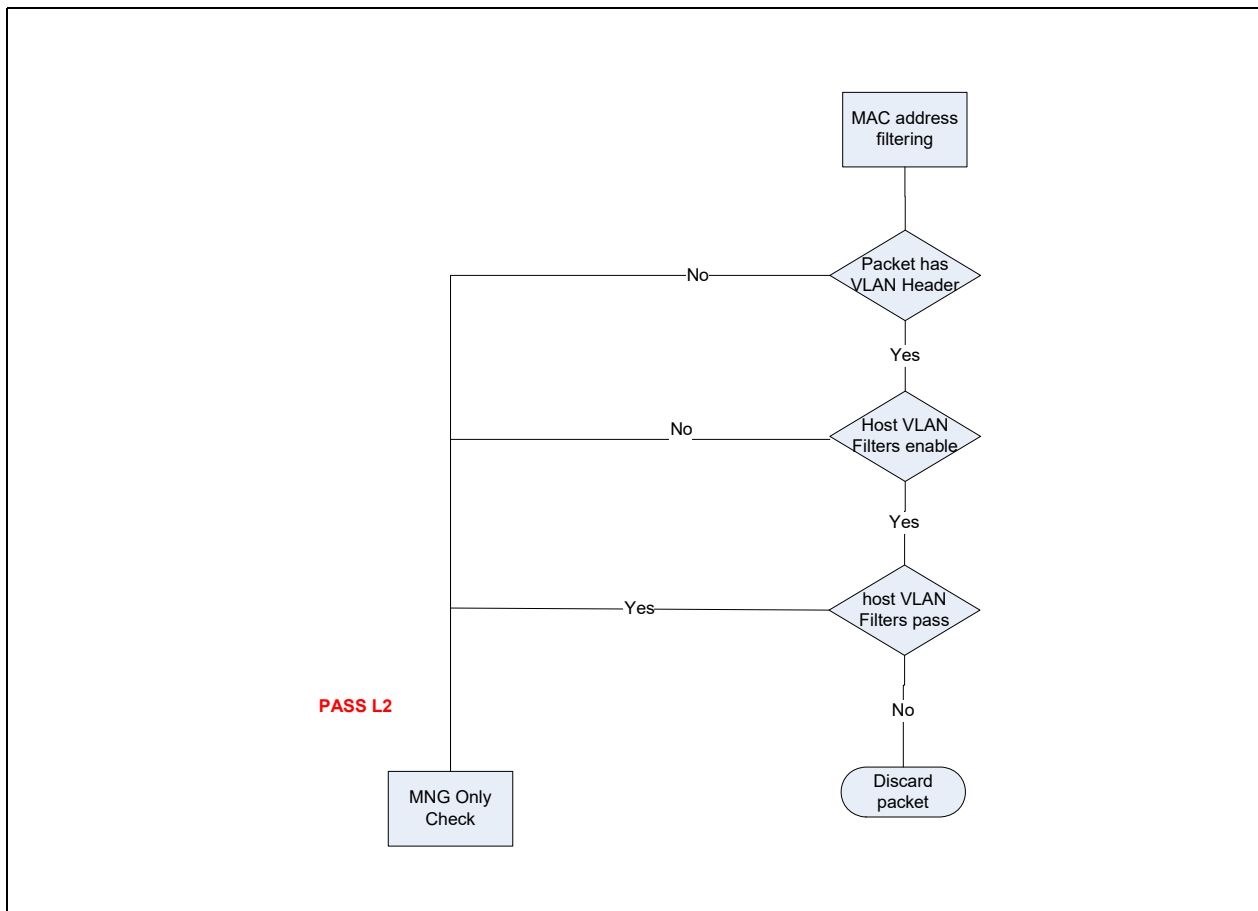 MAC address
filtering
Packet has
VLAN Header
No
Yes
Host VLAN
Filters enable
No
Yes
host VLAN
Filters pass
Yes
PASS L2
No
MNG Only
Check
Discard
packet